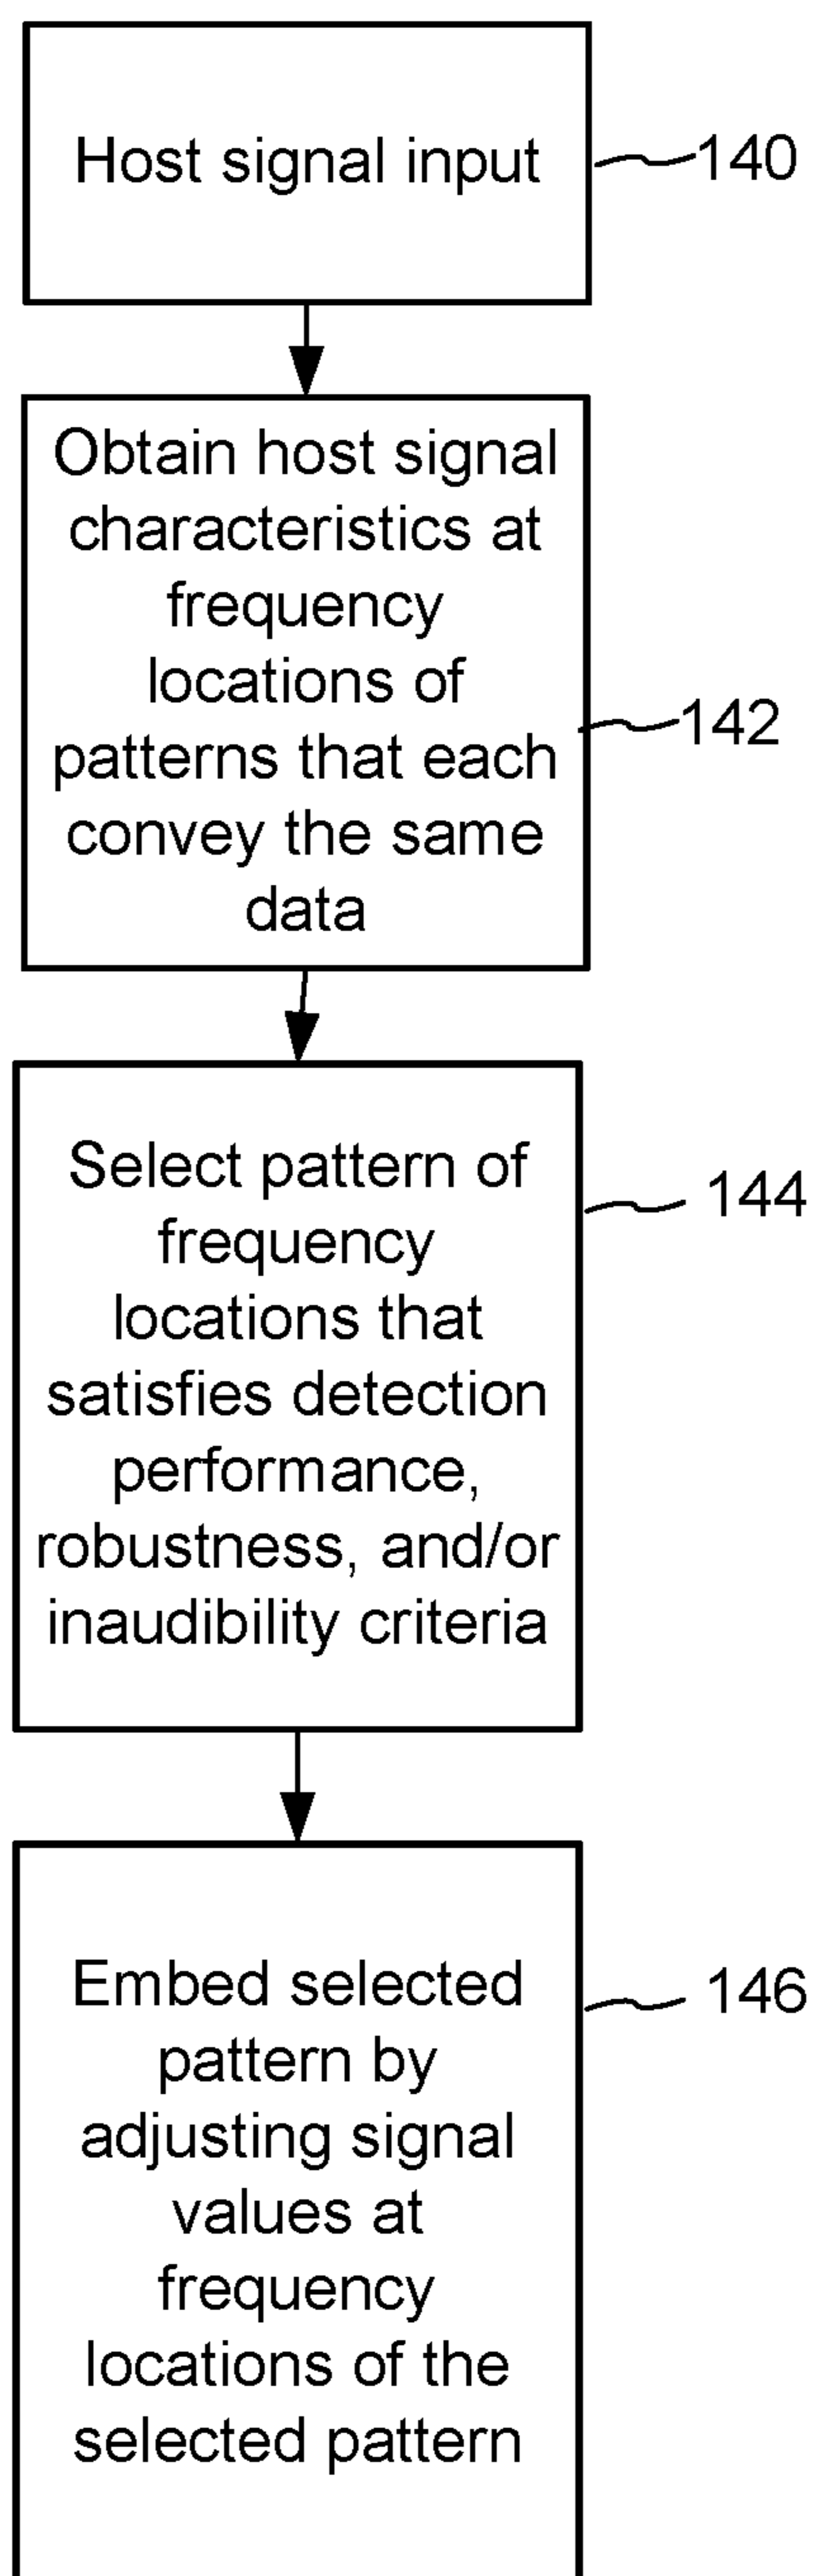 Host signal input
140
Obtain host signal
characteristics at
frequency
locations of
patterns that each
convey the same
data
142
Select pattern of
frequency
locations that
satisfies detection
performance,
robustness, and/or
inaudibility criteria
144
Embed selected
pattern by
adjusting signal
values at
frequency
locations of the
selected pattern
146